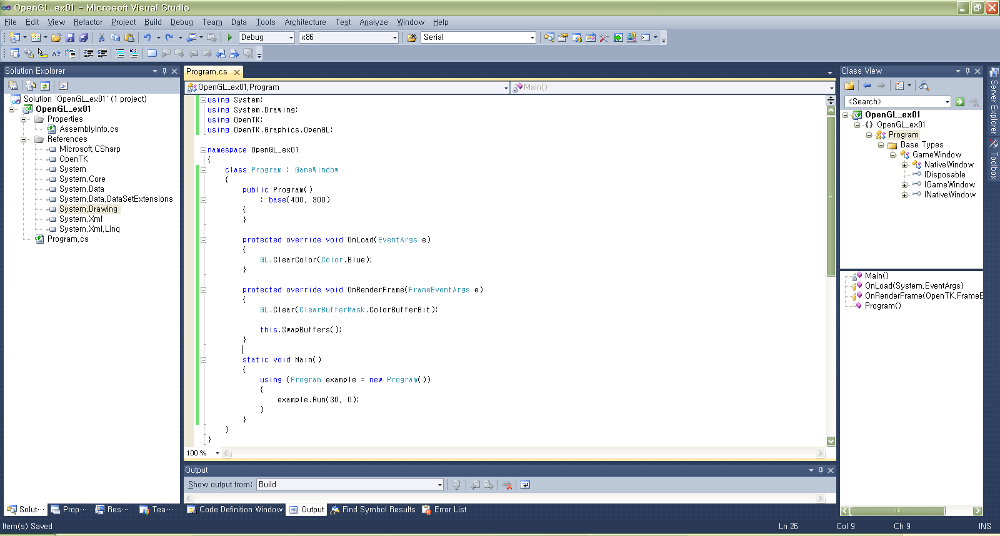 OpenGL_ex01 - Microsoft Visual Studio
File Edit View Refactor Project Build Debug Team Data Tools Architecture Test Analyze Window Help
Debug x86 Serial
Solution Explorer
Solution 'OpenGL_ex01' (1 project)
OpenGL_ex01
Properties
AssemblyInfo.cs
References
Microsoft.CSharp
OpenTK
System
System.Core
System.Data
System.Data.DataSetExtensions
System.Drawing
System.Xml
System.Xml.Linq
Program.cs
Solut... Prop... Res... Tea...
Program.cs
OpenGL_ex01.Program Main()
using System;
using System.Drawing;
using OpenTK;
using OpenTK.Graphics.OpenGL;
namespace OpenGL_ex01
{
class Program : GameWindow
{
public Program()
: base(400, 300)
{
}
protected override void OnLoad(EventArgs e)
{
GL.ClearColor(Color.Blue);
}
protected override void OnRenderFrame(FrameEventArgs e)
{
GL.Clear(ClearBufferMask.ColorBufferBit);
this.SwapBuffers();
}
static void Main()
{
using (Program example = new Program())
{
example.Run(30, 0);
}
}
}
}
100 %
Output
Show output from: Build
Code Definition Window Output Find Symbol Results Error List
Class View
<Search>
OpenGL_ex01
{} OpenGL_ex01
Program
Base Types
GameWindow
NativeWindow
IDisposable
IGameWindow
INativeWindow
Main()
OnLoad(System.EventArgs)
OnRenderFrame(OpenTK.FrameE
Program()
Server Explorer
Toolbox
Item(s) Saved Ln 26 Col 9 Ch 9 INS